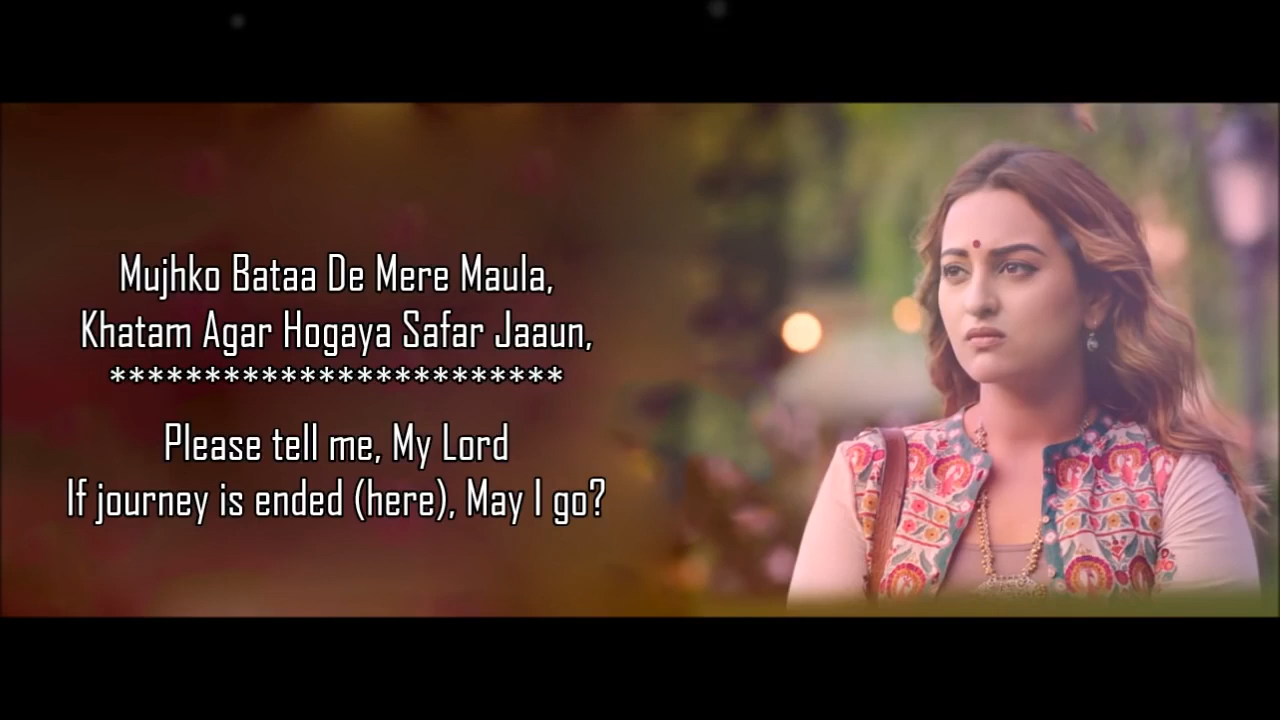 Mujhko Bataa De Mere Maula,
Khatam Agar Hogaya Safar Jaaun,
************************
Please tell me, My Lord
If journey is ended (here), May I go?